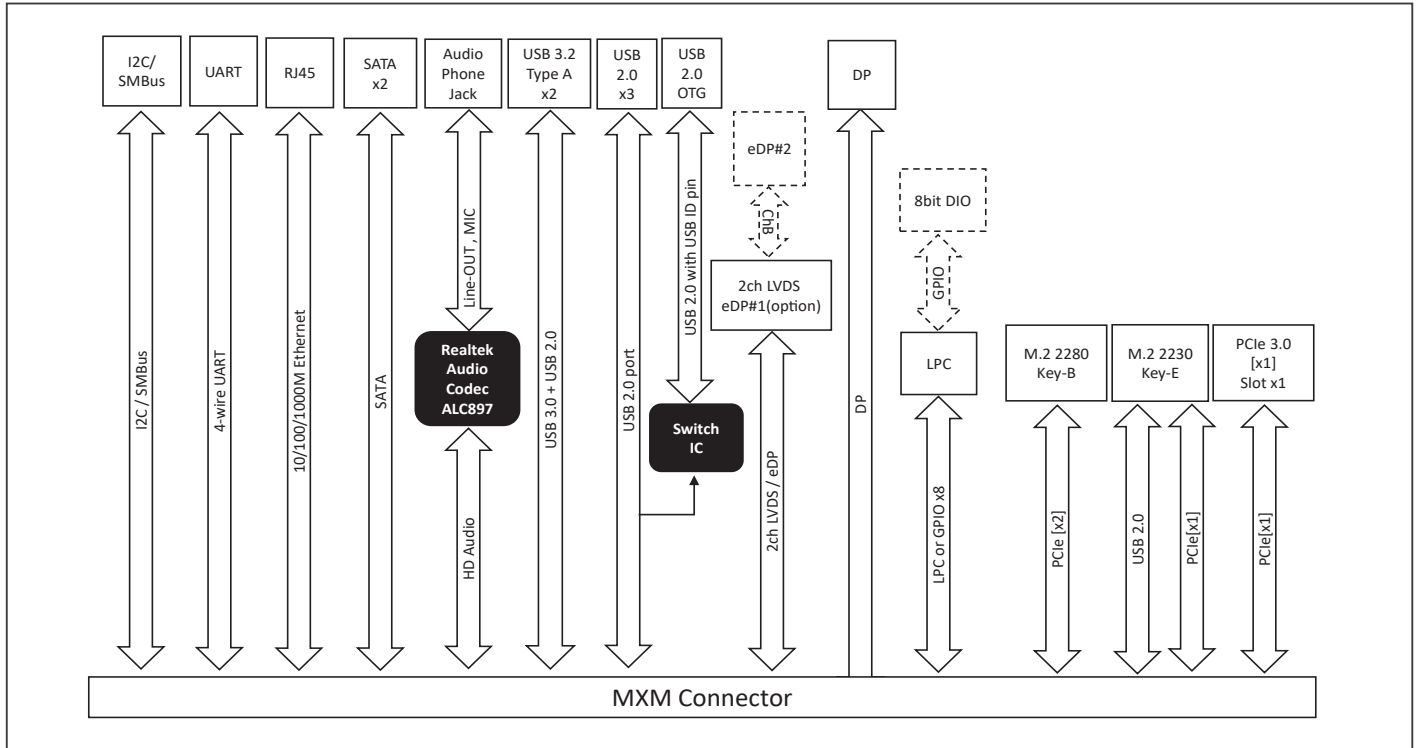 I2C/
SMBus
UART
RJ45
SATA
x2
Audio
Phone
Jack
USB 3.2
Type A
x2
USB
2.0
x3
USB
2.0
OTG
DP
eDP#2
8bit DIO
ChB
GPIO
2ch LVDS
eDP#1(option)
LPC
M.2 2280
Key-B
M.2 2230
Key-E
PCIe 3.0
[x1]
Slot x1
Realtek
Audio
Codec
ALC897
Switch
IC
I2C / SMBus
4-wire UART
10/100/1000M Ethernet
SATA
Line-OUT , MIC
HD Audio
USB 3.0 + USB 2.0
USB 2.0 port
USB 2.0 with USB ID pin
2ch LVDS / eDP
DP
LPC or GPIO x8
PCIe [x2]
USB 2.0
PCIe[x1]
PCIe[x1]
MXM Connector